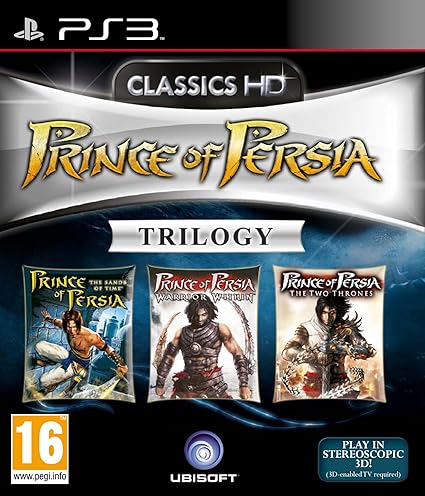 PS3
CLASSICS HD
PRINCE OF PERSIA
TRILOGY
PRINCE OF PERSIA
THE SANDS
OF TIME
PRINCE OF PERSIA
WARRIOR WITHIN
PRINCE OF PERSIA
THE TWO THRONES
16
www.pegi.info
UBISOFT
PLAY IN
STEREOSCOPIC
3D!
(3D-enabled TV required)